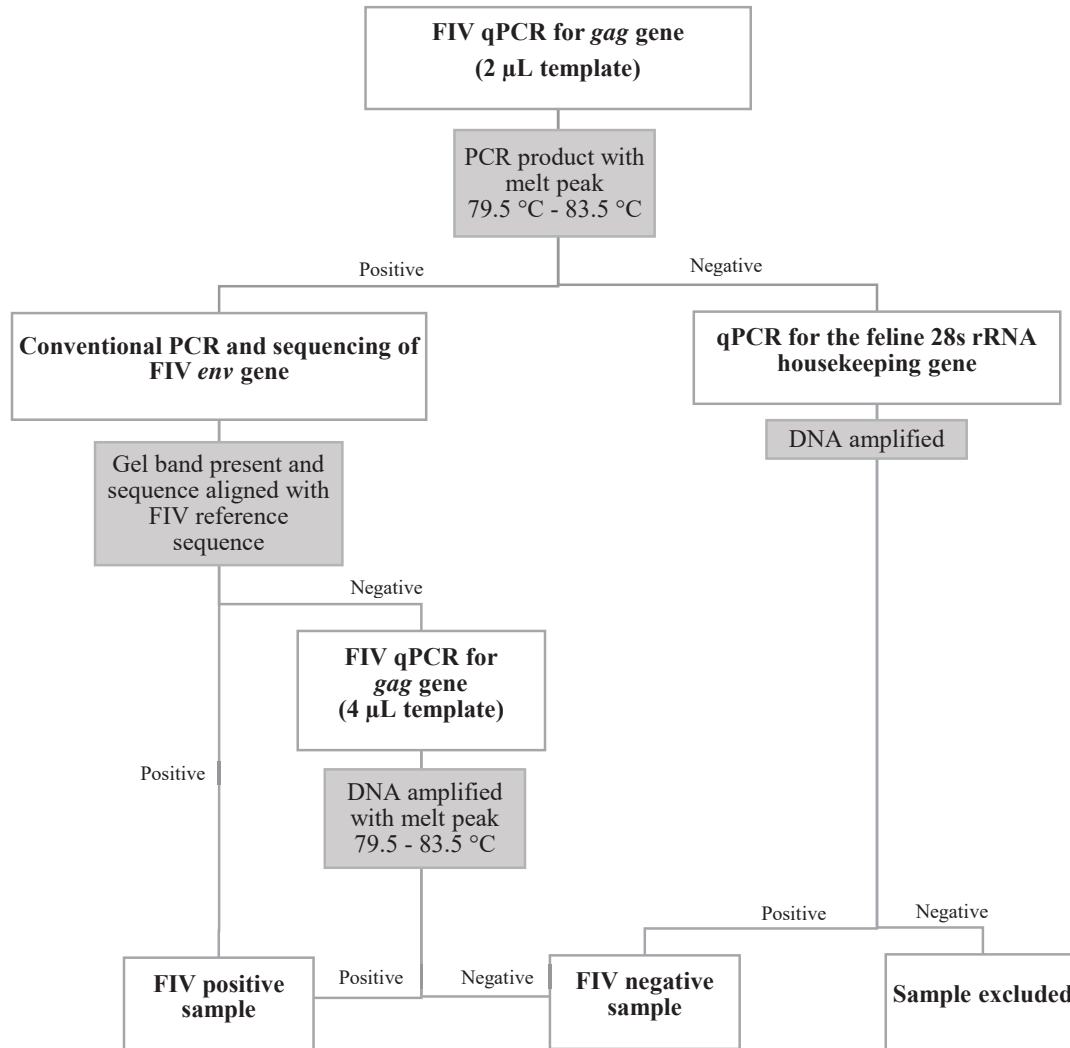 FIV qPCR for gag gene
(2 µL template)
PCR product with
melt peak
79.5 °C - 83.5 °C
Positive
Negative
Conventional PCR and sequencing of
FIV env gene
qPCR for the feline 28s rRNA
housekeeping gene
Gel band present and
sequence aligned with
FIV reference
sequence
DNA amplified
Negative
FIV qPCR for
gag gene
(4 µL template)
Positive
DNA amplified
with melt peak
79.5 - 83.5 °C
Positive
Negative
FIV positive
sample
Positive
Negative
FIV negative
sample
Sample excluded